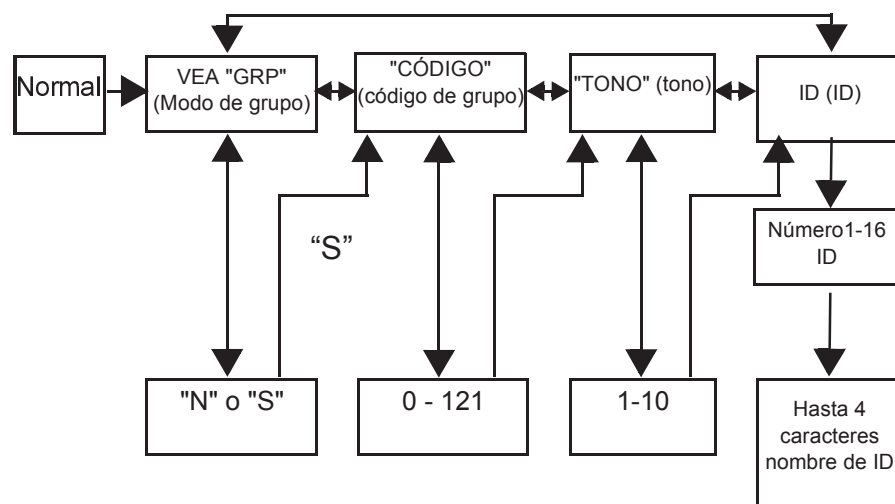 Normal
VEA "GRP"
(Modo de grupo)
"CÓDIGO"
(código de grupo)
"TONO" (tono)
ID (ID)
“S”
Número1-16
ID
"N" o "S"
0 - 121
1-10
Hasta 4
caracteres
nombre de ID